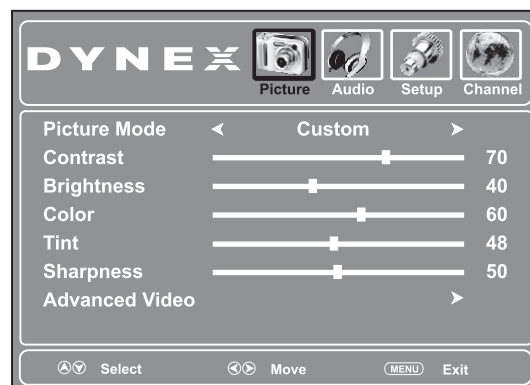 DYNEX
Picture Audio Setup Channel
Picture Mode Custom
Contrast 70
Brightness 40
Color 60
Tint 48
Sharpness 50
Advanced Video
Select Move MENU Exit